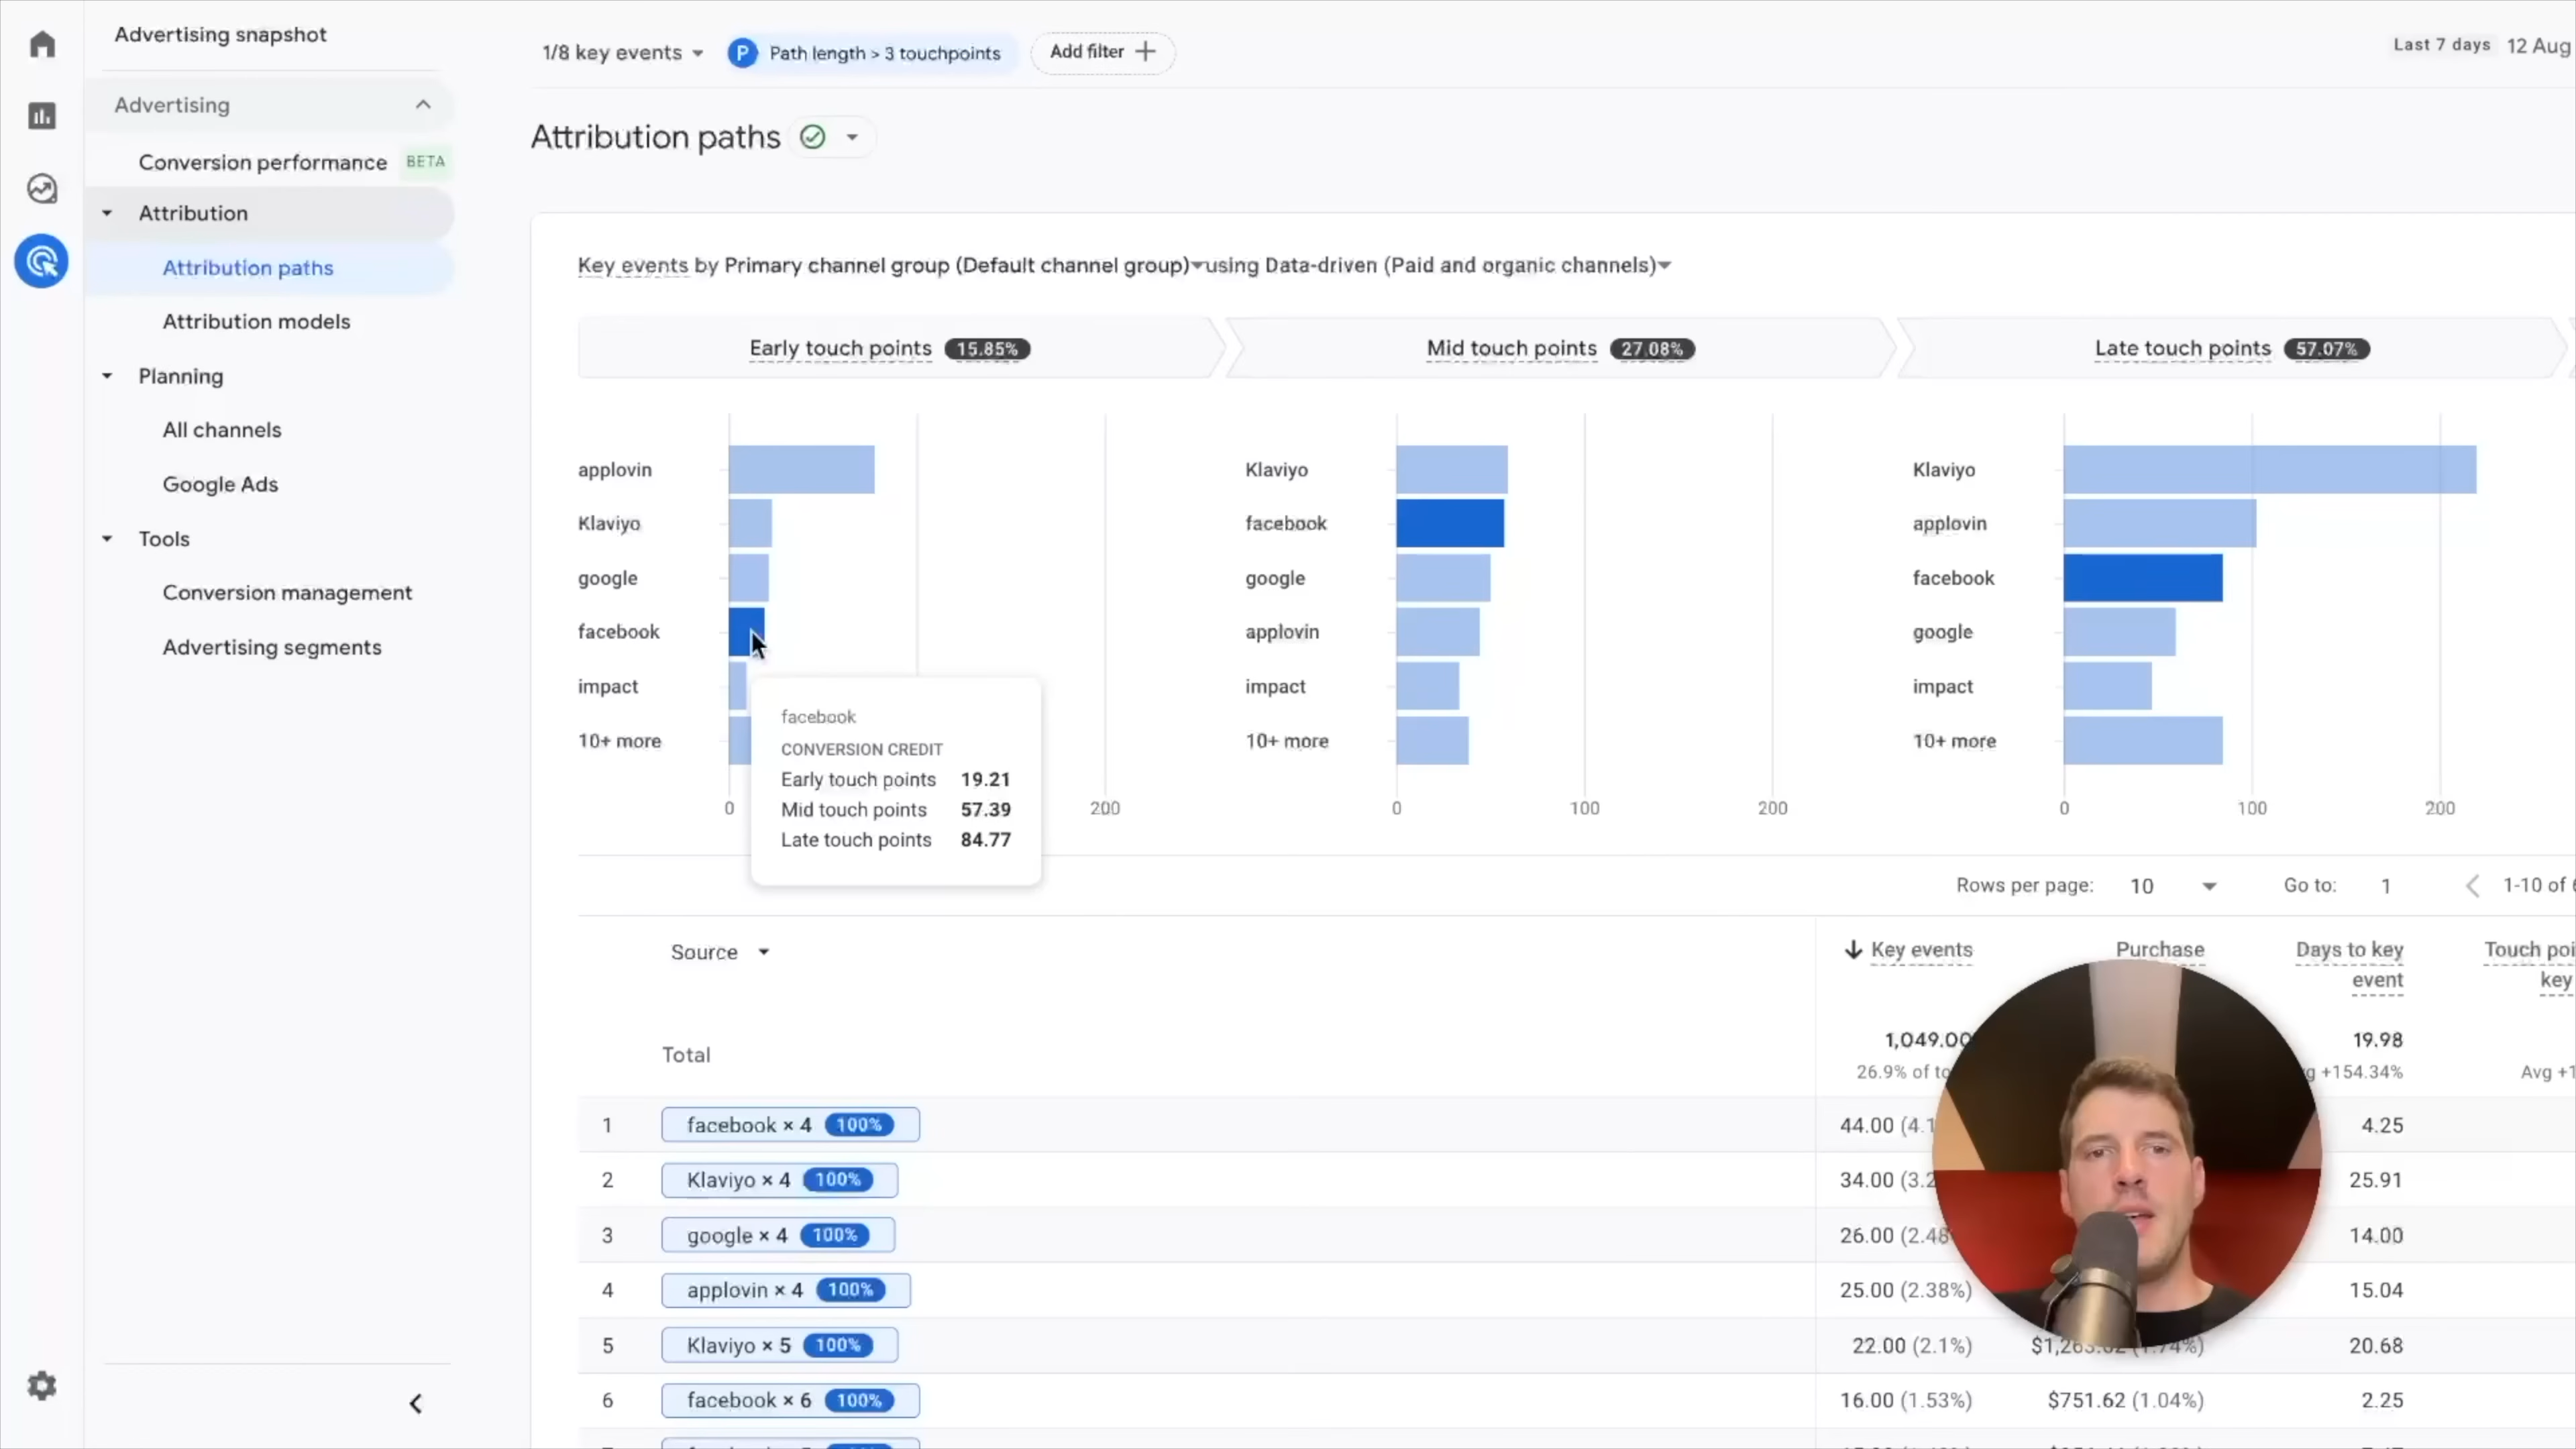 Advertising snapshot
1/8 key events
P Path length > 3 touchpoints
Add filter +
Last 7 days 12 Aug
Advertising
Conversion performance BETA
Attribution
Attribution paths
Attribution models
Planning
All channels
Google Ads
Tools
Conversion management
Advertising segments
Attribution paths
Key events by Primary channel group (Default channel group) using Data-driven (Paid and organic channels)
Early touch points 15.85%
Mid touch points 27.08%
Late touch points 57.07%
applovin
Klaviyo
google
facebook
impact
10+ more
0 200
facebook
CONVERSION CREDIT
Early touch points 19.21
Mid touch points 57.39
Late touch points 84.77
Klaviyo
facebook
google
applovin
impact
10+ more
0 100 200
Klaviyo
applovin
facebook
google
impact
10+ more
0 100 200
Rows per page: 10 Go to: 1 1-10 of
Source Key events Purchase Days to key event Touch poi key
Total 1,049.00 19.98
26.9% of to g +154.34% Avg +1
1 facebook × 4 100% 44.00 (4.1 4.25
2 Klaviyo × 4 100% 34.00 (3.2 25.91
3 google × 4 100% 26.00 (2.48 14.00
4 applovin × 4 100% 25.00 (2.38%) 15.04
5 Klaviyo × 5 100% 22.00 (2.1%) 20.68
6 facebook × 6 100% 16.00 (1.53%) $751.62 (1.04%) 2.25